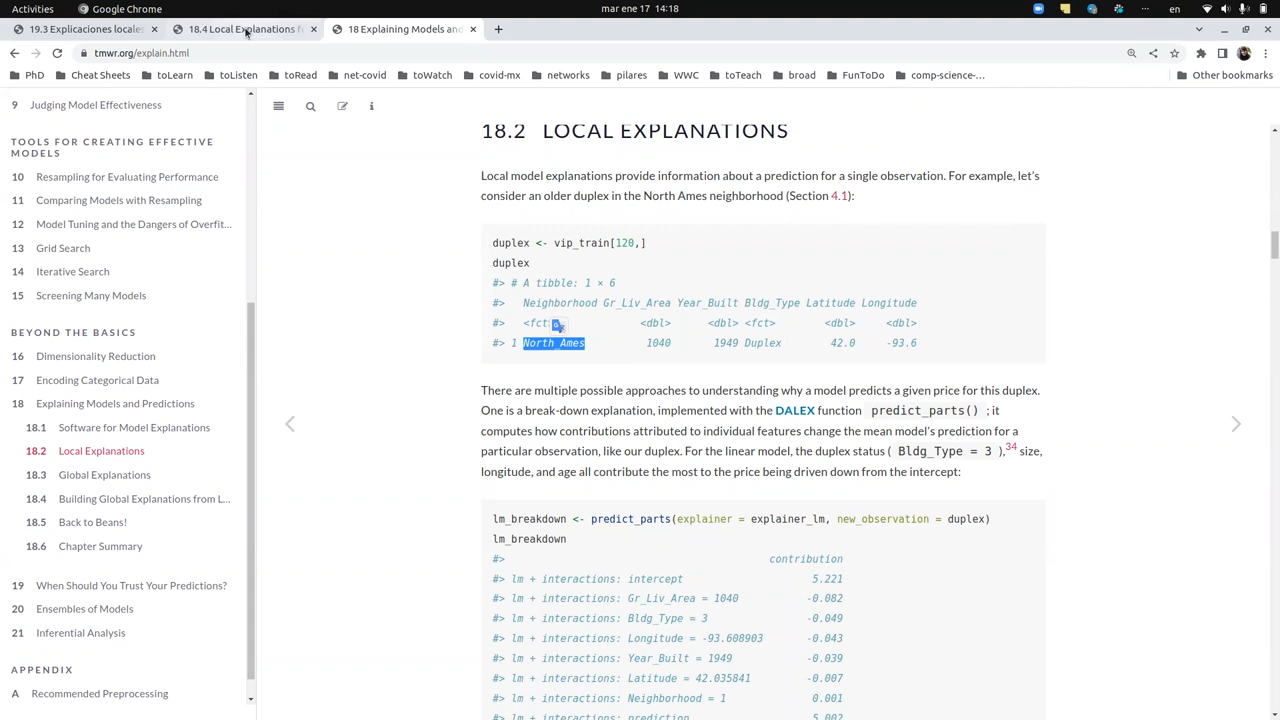 Activities
Google Chrome
mar ene 17 14:18
19.3 Explicaciones locales
18.4 Local Explanations f
18 Explaining Models and
tmwr.org/explain.html
PhD
Cheat Sheets
toLearn
toListen
toRead
net-covid
toWatch
covid-mx
networks
pilares
WWC
toTeach
broad
FunToDo
comp-science-…
Other bookmarks
9 Judging Model Effectiveness
TOOLS FOR CREATING EFFECTIVE
MODELS
10 Resampling for Evaluating Performance
11 Comparing Models with Resampling
12 Model Tuning and the Dangers of Overfit…
13 Grid Search
14 Iterative Search
15 Screening Many Models
BEYOND THE BASICS
16 Dimensionality Reduction
17 Encoding Categorical Data
18 Explaining Models and Predictions
18.1 Software for Model Explanations
18.2 Local Explanations
18.3 Global Explanations
18.4 Building Global Explanations from L…
18.5 Back to Beans!
18.6 Chapter Summary
19 When Should You Trust Your Predictions?
20 Ensembles of Models
21 Inferential Analysis
APPENDIX
A Recommended Preprocessing
18.2 LOCAL EXPLANATIONS
Local model explanations provide information about a prediction for a single observation. For example, let's
consider an older duplex in the North Ames neighborhood (Section 4.1):
duplex <- vip_train[120,]
duplex
#> # A tibble: 1 × 6
#> Neighborhood Gr_Liv_Area Year_Built Bldg_Type Latitude Longitude
#> <fct> <dbl> <dbl> <fct> <dbl> <dbl>
#> 1 North_Ames 1040 1949 Duplex 42.0 -93.6
There are multiple possible approaches to understanding why a model predicts a given price for this duplex.
One is a break-down explanation, implemented with the DALEX function predict_parts() ; it
computes how contributions attributed to individual features change the mean model's prediction for a
particular observation, like our duplex. For the linear model, the duplex status ( Bldg_Type = 3 ),34 size,
longitude, and age all contribute the most to the price being driven down from the intercept:
lm_breakdown <- predict_parts(explainer = explainer_lm, new_observation = duplex)
lm_breakdown
#> contribution
#> lm + interactions: intercept 5.221
#> lm + interactions: Gr_Liv_Area = 1040 -0.082
#> lm + interactions: Bldg_Type = 3 -0.049
#> lm + interactions: Longitude = -93.608903 -0.043
#> lm + interactions: Year_Built = 1949 -0.039
#> lm + interactions: Latitude = 42.035841 -0.007
#> lm + interactions: Neighborhood = 1 0.001
#> lm + interactions: prediction 5.002